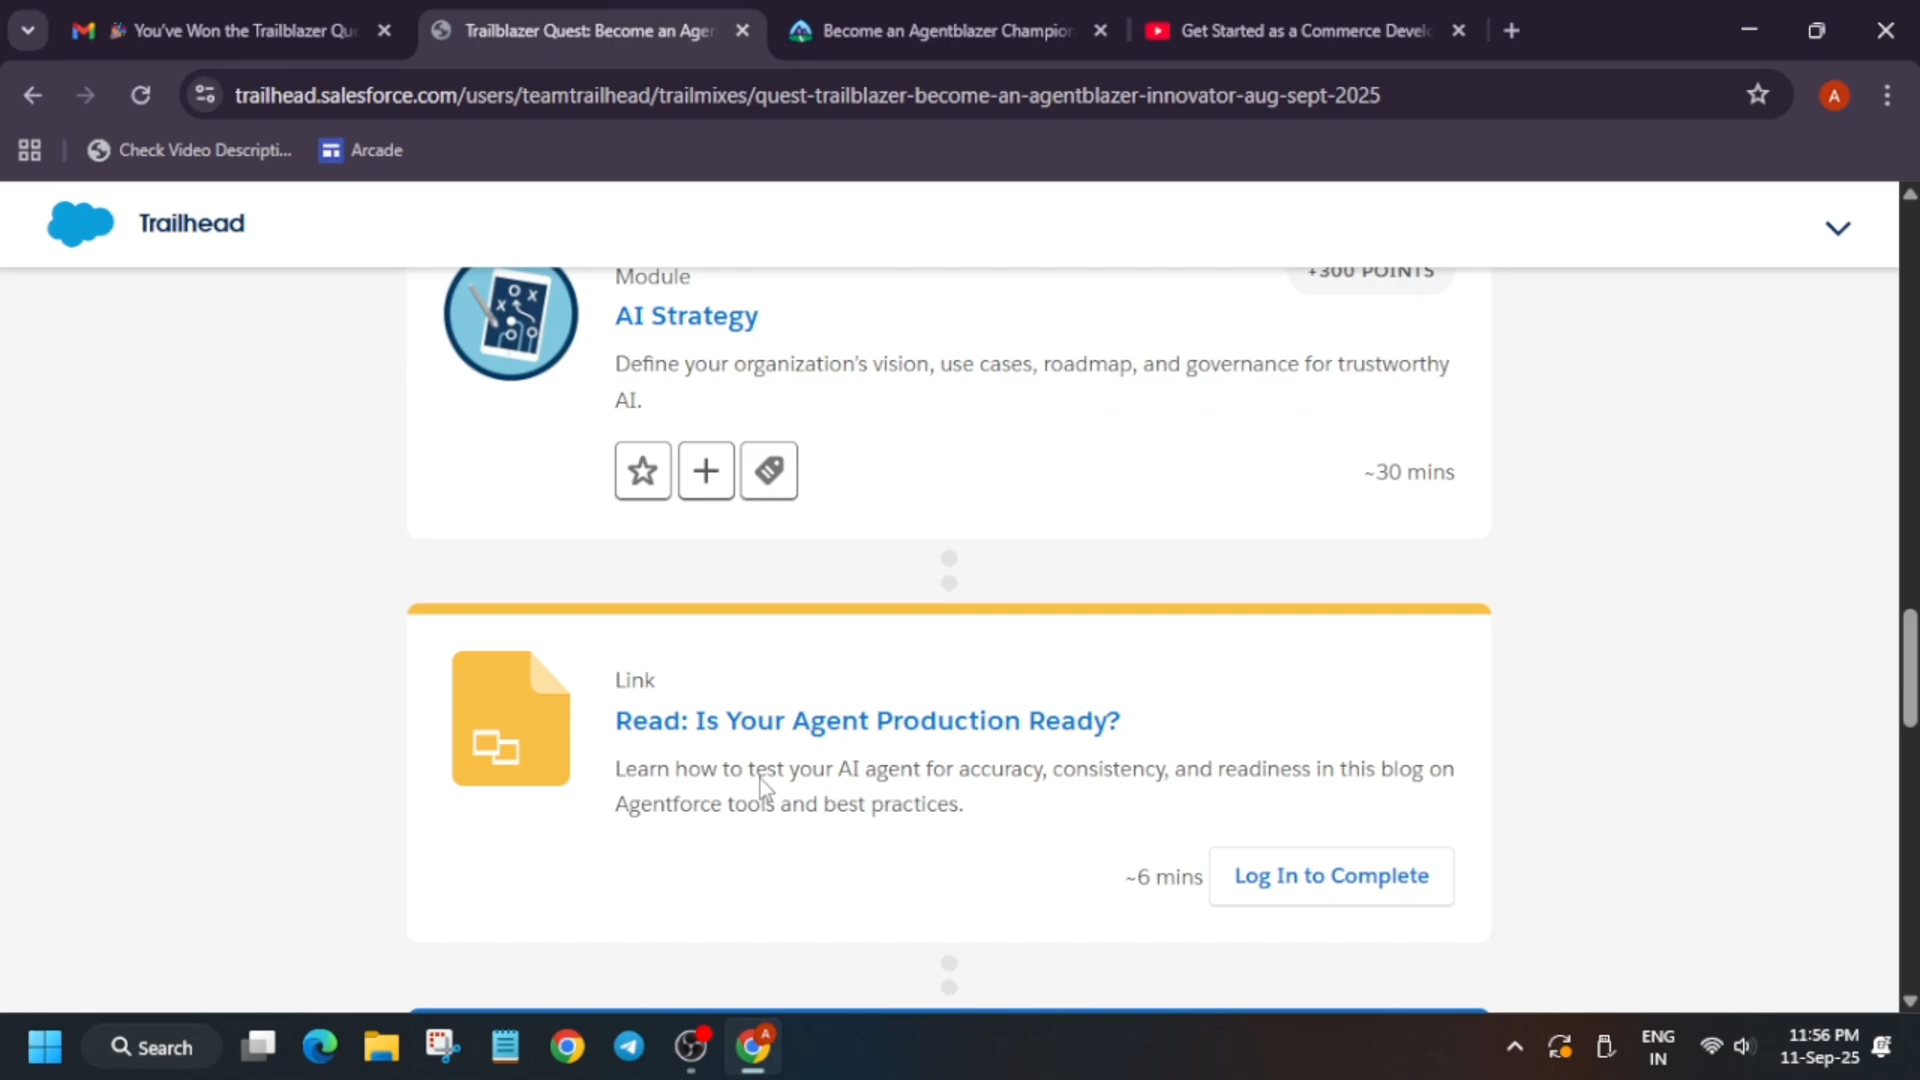 You've Won the Trailblazer Que
Trailblazer Quest: Become an Agen
Become an Agentblazer Champion
Get Started as a Commerce Develo
trailhead.salesforce.com/users/teamtrailhead/trailmixes/quest-trailblazer-become-an-agentblazer-innovator-aug-sept-2025
A
Check Video Descripti...
Arcade
Trailhead
Module
+300 POINTS
AI Strategy
Define your organization's vision, use cases, roadmap, and governance for trustworthy
AI.
~30 mins
Link
Read: Is Your Agent Production Ready?
Learn how to test your AI agent for accuracy, consistency, and readiness in this blog on
Agentforce tools and best practices.
~6 mins
Log In to Complete
Search
A
ENG
IN
11:56 PM
11-Sep-25